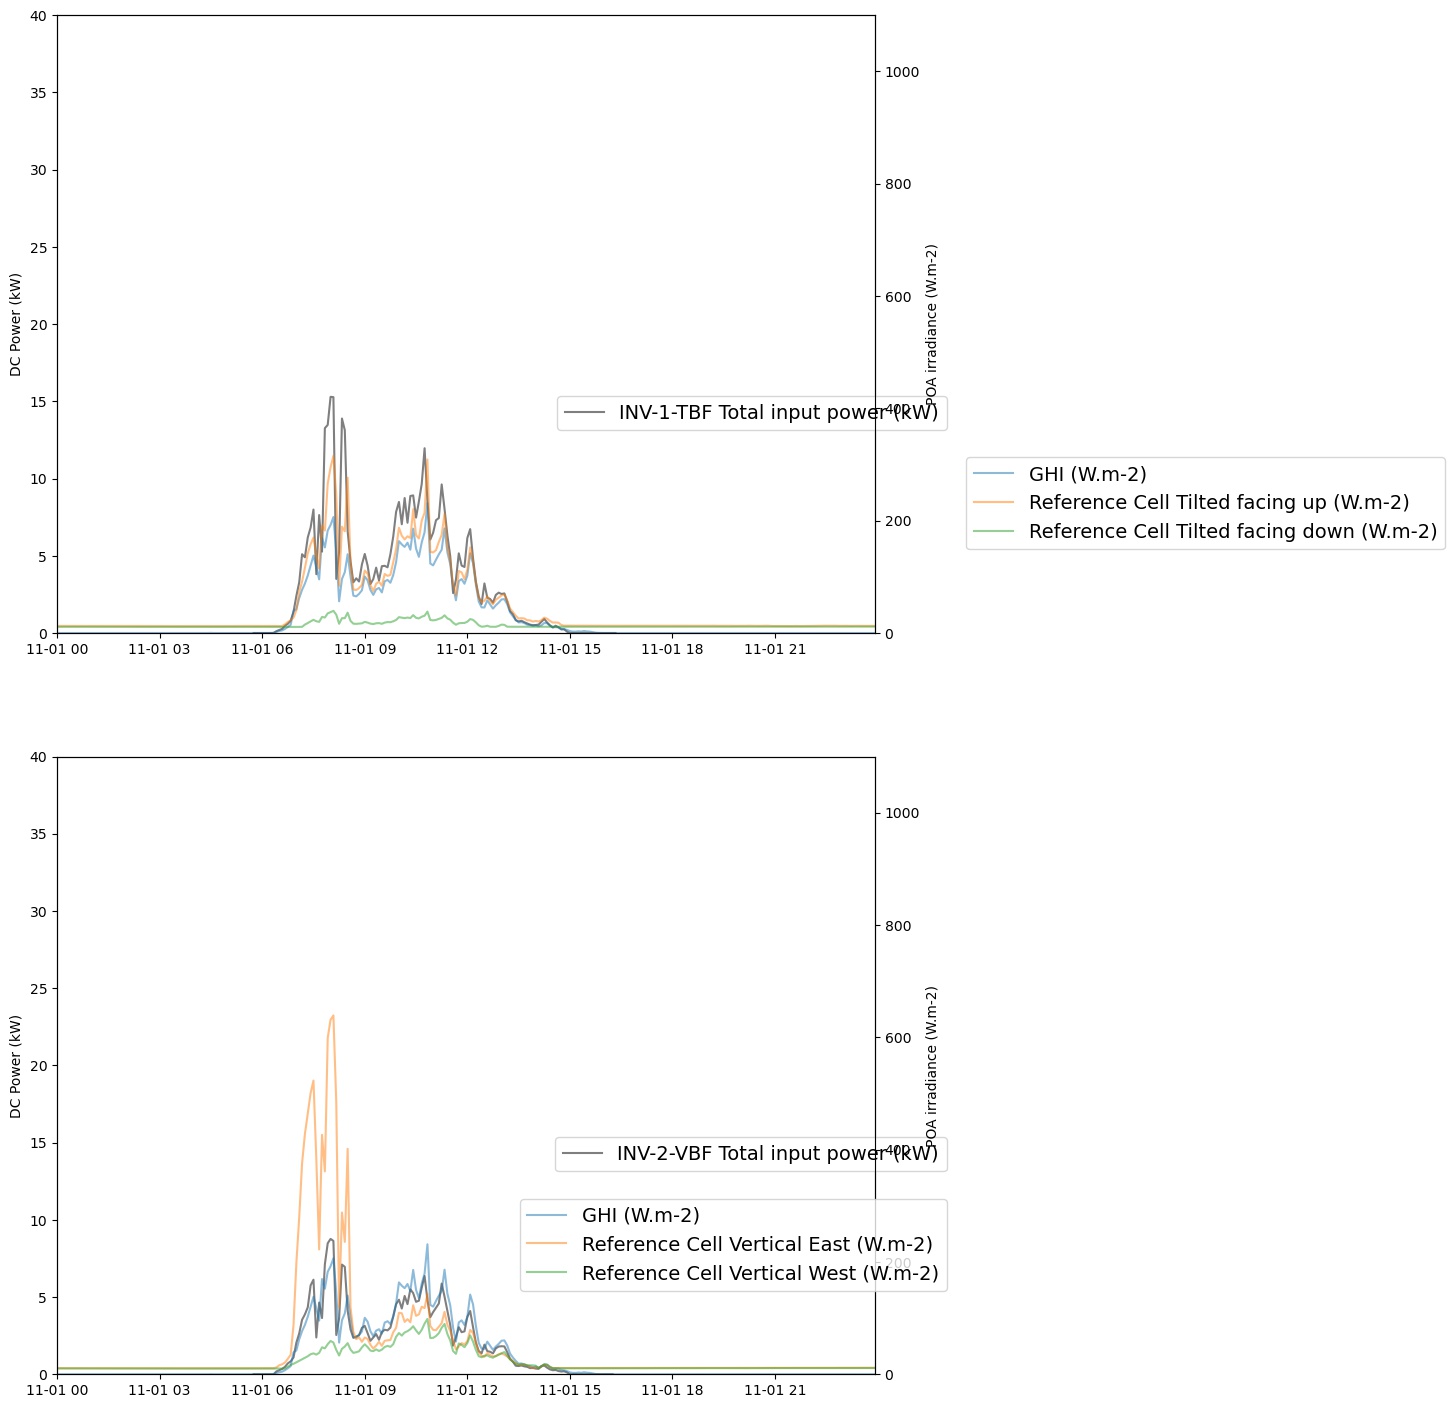 40
35
30
25
20
15
10
5
0
DC Power (kW)
1000
800
600
400
200
0
POA irradiance (W.m-2)
INV-1-TBF Total input power (kW)
GHI (W.m-2)
Reference Cell Tilted facing up (W.m-2)
Reference Cell Tilted facing down (W.m-2)
11-01 00 11-01 03 11-01 06 11-01 09 11-01 12 11-01 15 11-01 18 11-01 21
40
35
30
25
20
15
10
5
0
DC Power (kW)
1000
800
600
400
200
0
POA irradiance (W.m-2)
INV-2-VBF Total input power (kW)
GHI (W.m-2)
Reference Cell Vertical East (W.m-2)
Reference Cell Vertical West (W.m-2)
11-01 00 11-01 03 11-01 06 11-01 09 11-01 12 11-01 15 11-01 18 11-01 21